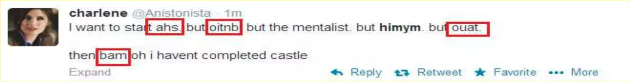 charlene @Anistonista · 1m
I want to start ahs. but oitnb. but the mentalist. but himym. but ouat.
then bam oh i havent completed castle
Expand Reply Retweet Favorite More